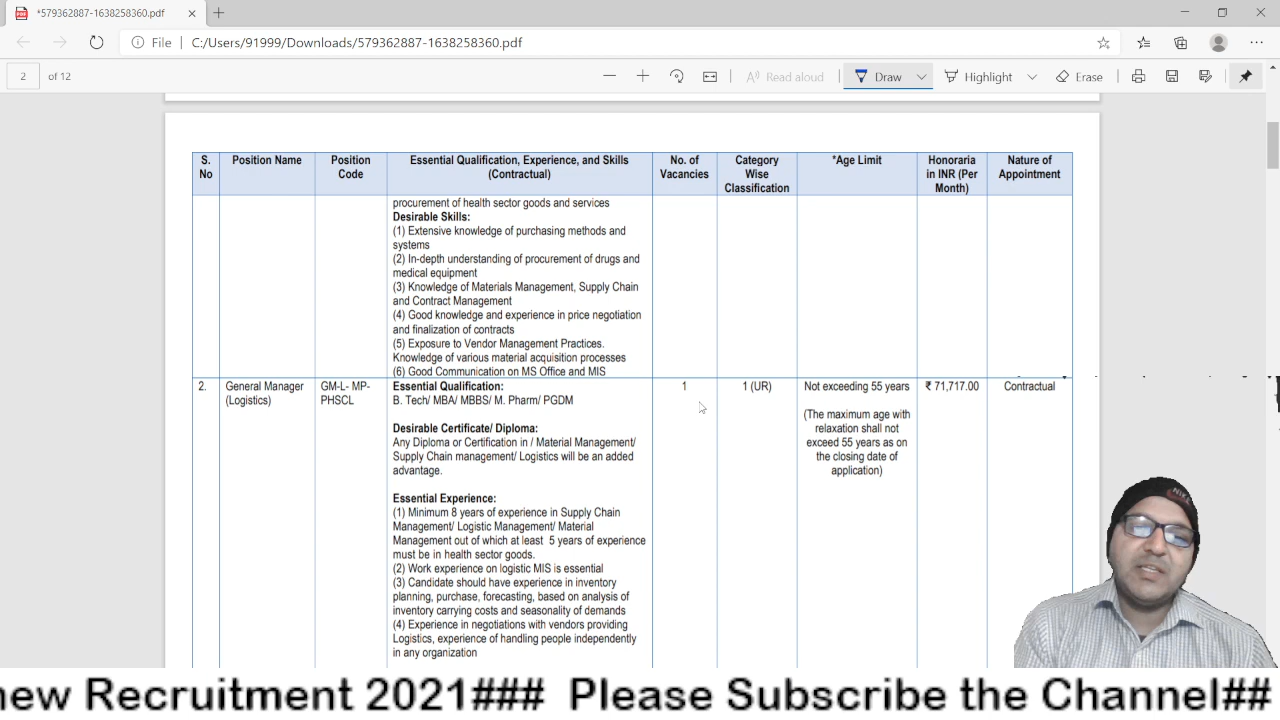 *579362887-1638258360.pdf
File C:/Users/91999/Downloads/579362887-1638258360.pdf
2 of 12
Read aloud Draw Highlight Erase
S. No Position Name Position Code Essential Qualification, Experience, and Skills (Contractual) No. of Vacancies Category Wise Classification *Age Limit Honoraria in INR (Per Month) Nature of Appointment
procurement of health sector goods and services
Desirable Skills:
(1) Extensive knowledge of purchasing methods and
systems
(2) In-depth understanding of procurement of drugs and
medical equipment
(3) Knowledge of Materials Management, Supply Chain
and Contract Management
(4) Good knowledge and experience in price negotiation
and finalization of contracts
(5) Exposure to Vendor Management Practices.
Knowledge of various material acquisition processes
(6) Good Communication on MS Office and MIS
2.
General Manager
(Logistics)
GM-L- MP-
PHSCL
Essential Qualification:
B. Tech/ MBA/ MBBS/ M. Pharm/ PGDM
Desirable Certificate/ Diploma:
Any Diploma or Certification in / Material Management/
Supply Chain management/ Logistics will be an added
advantage.
Essential Experience:
(1) Minimum 8 years of experience in Supply Chain
Management/ Logistic Management/ Material
Management out of which at least 5 years of experience
must be in health sector goods.
(2) Work experience on logistic MIS is essential
(3) Candidate should have experience in inventory
planning, purchase, forecasting, based on analysis of
inventory carrying costs and seasonality of demands
(4) Experience in negotiations with vendors providing
Logistics, experience of handling people independently
in any organization
1
1 (UR)
Not exceeding 55 years
(The maximum age with
relaxation shall not
exceed 55 years as on
the closing date of
application)
₹ 71,717.00
Contractual
NIKE
new Recruitment 2021### Please Subscribe the Channel##